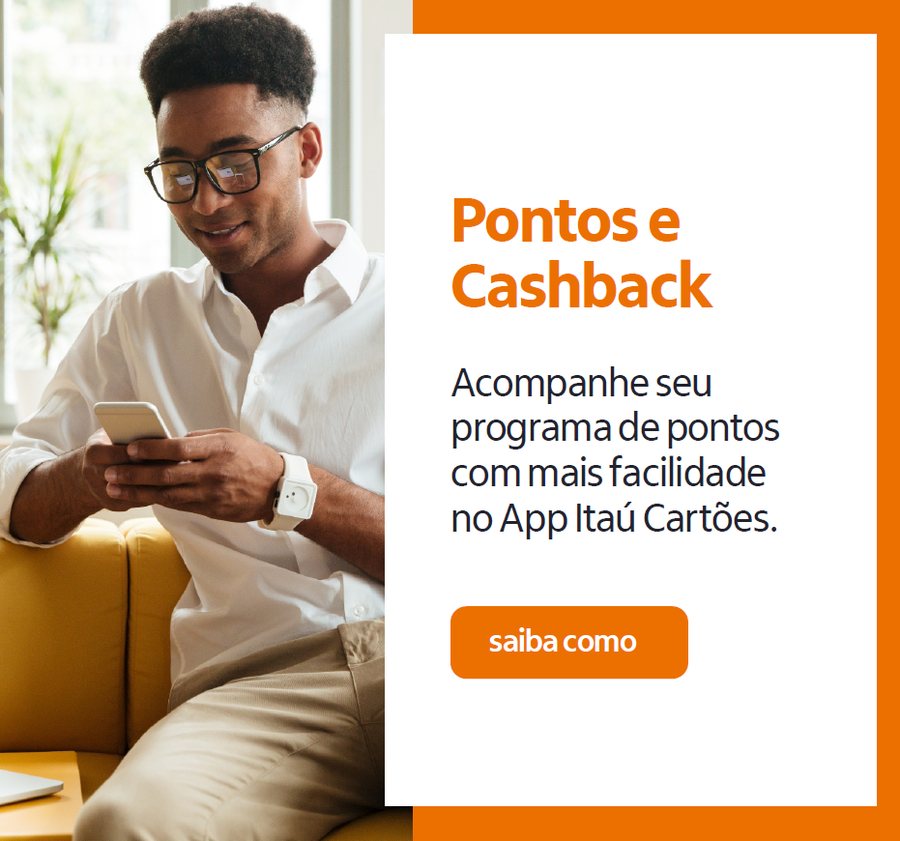 Pontos e
Cashback
Acompanhe seu
programa de pontos
com mais facilidade
no App Itaú Cartões.
saiba como